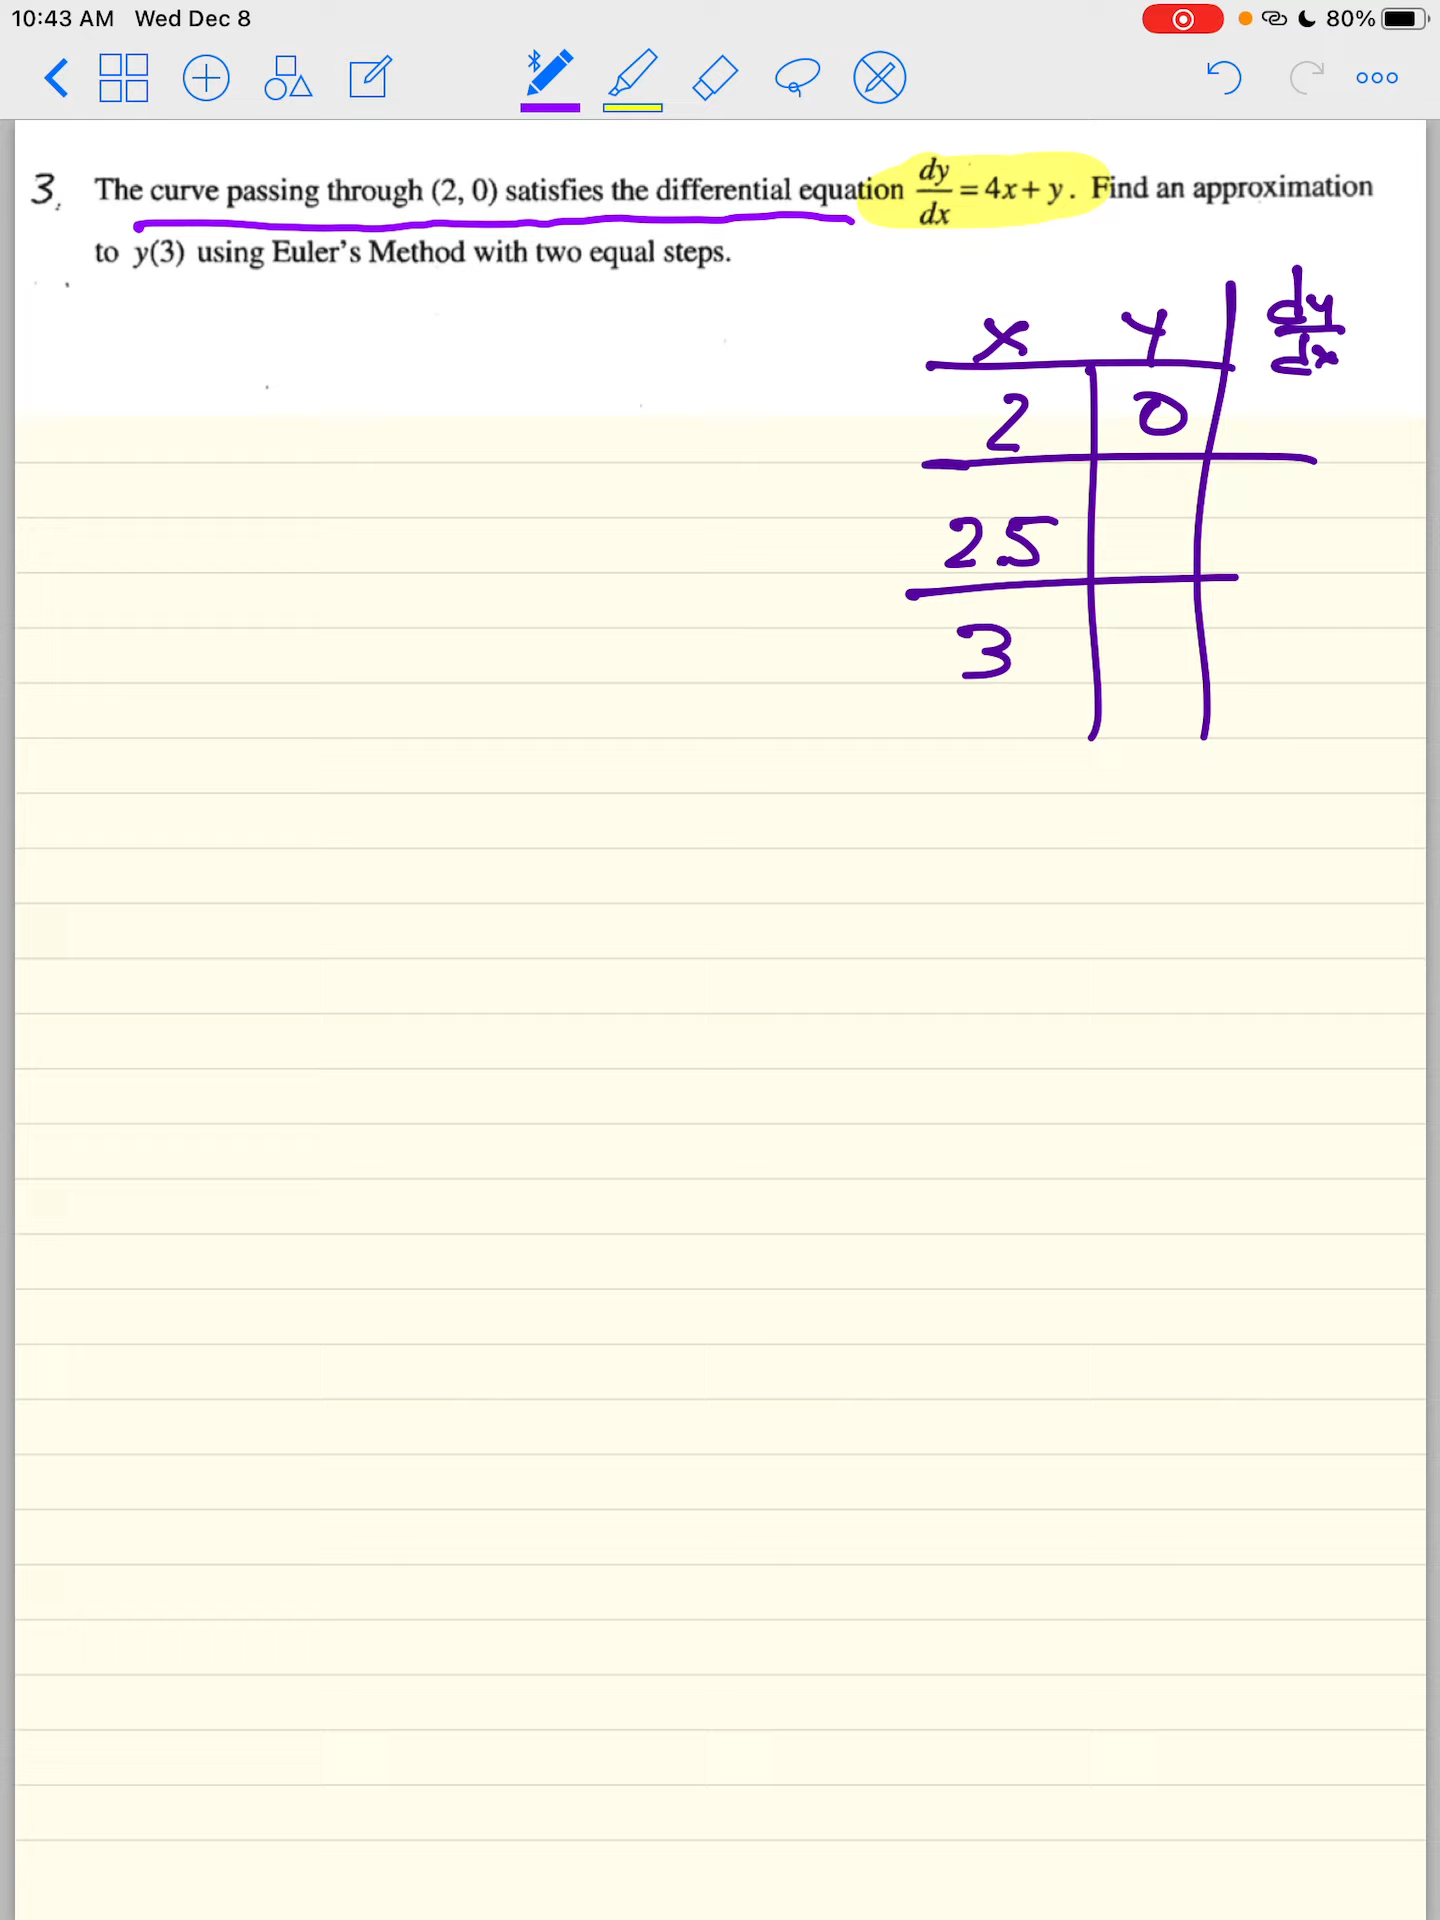 10:43 AM Wed Dec 8 80%
3. The curve passing through (2, 0) satisfies the differential equation dy/dx = 4x + y. Find an approximation
to y(3) using Euler's Method with two equal steps.
x y dy/dx
2 0
2.5
3